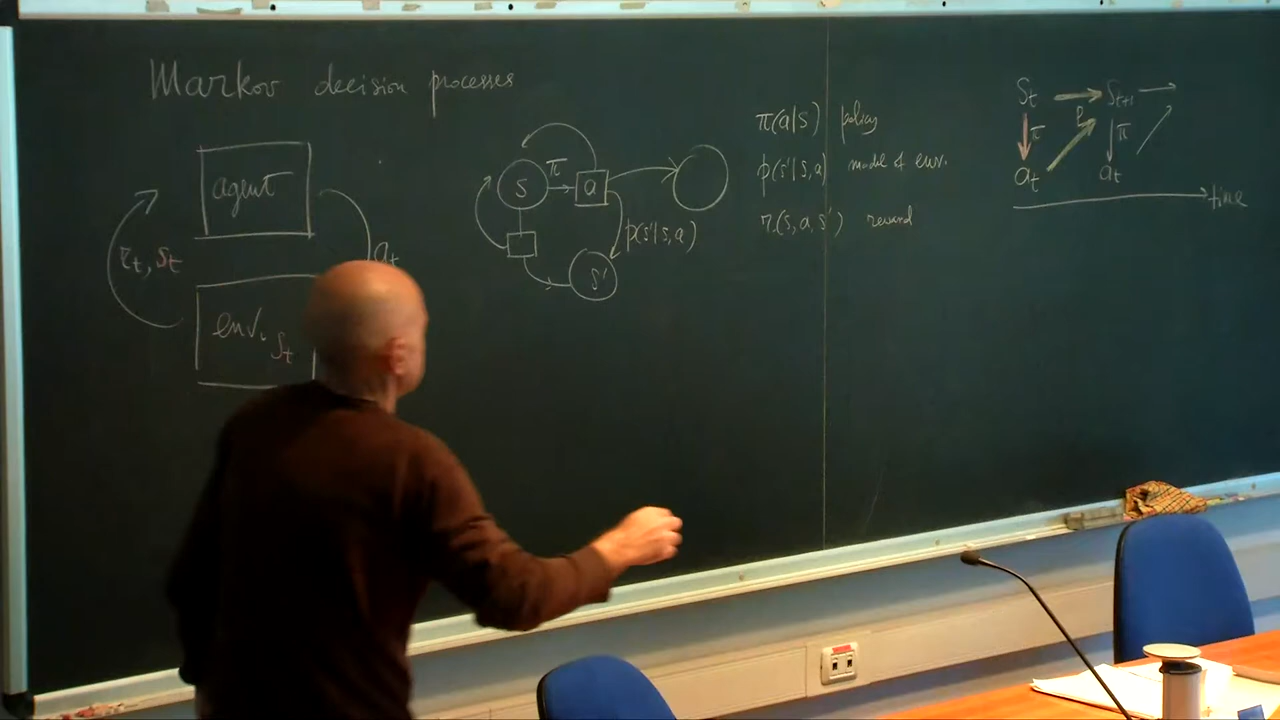 Markov decision processes
agent
r_t, s_t
a_t
env. s_t
s π a
p(s'|s,a)
s'
π(a|s) policy
p(s'|s,a) model of env.
r(s,a,s') reward
s_t p s_{t+1}
π π
a_t a_t
time